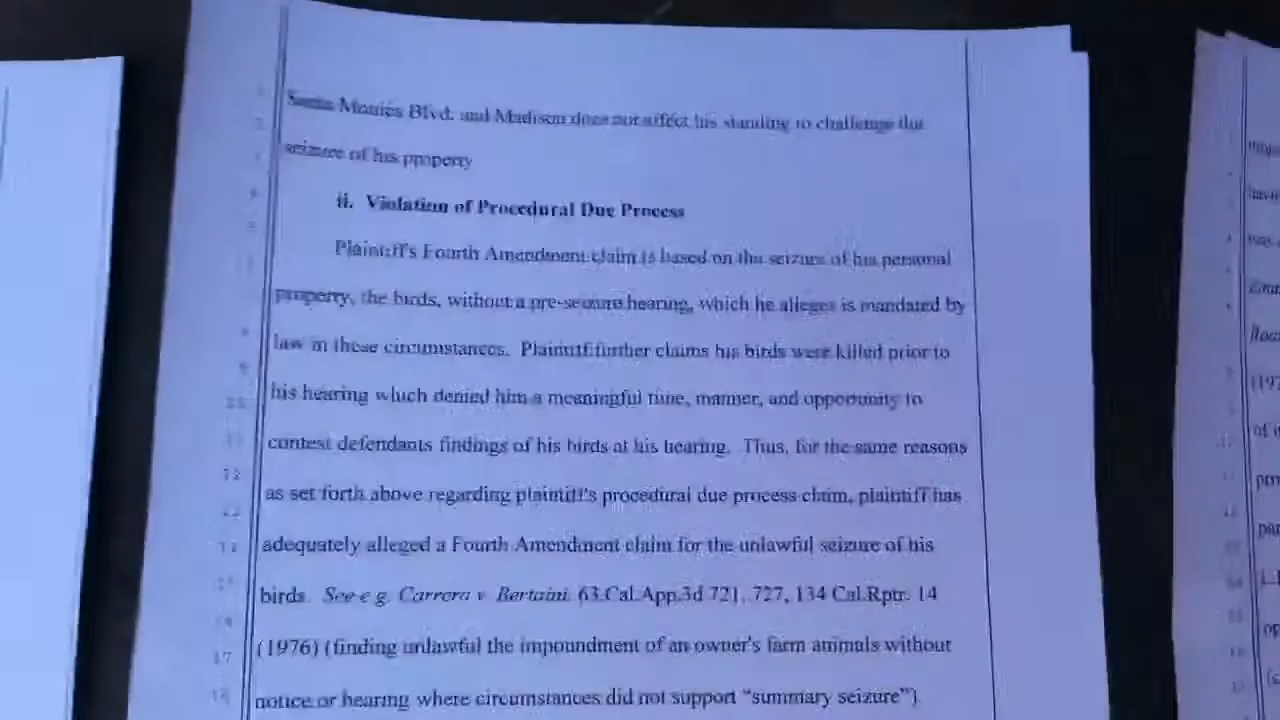 Santa Monica Blvd. and Madison does not affect his standing to challenge the
seizure of his property
ii. Violation of Procedural Due Process
Plaintiff's Fourth Amendment claim is based on the seizure of his personal
property, the birds, without a pre-seizure hearing, which he alleges is mandated by
law in these circumstances. Plaintiff further claims his birds were killed prior to
his hearing which denied him a meaningful time, manner, and opportunity to
contest defendants findings of his birds at his hearing. Thus, for the same reasons
as set forth above regarding plaintiff's procedural due process claim, plaintiff has
adequately alleged a Fourth Amendment claim for the unlawful seizure of his
birds. See e.g. Carrera v. Bertaini, 63.Cal.App.3d 721, 727, 134 Cal.Rptr. 14
(1976) (finding unlawful the impoundment of an owner's farm animals without
notice or hearing where circumstances did not support "summary seizure")